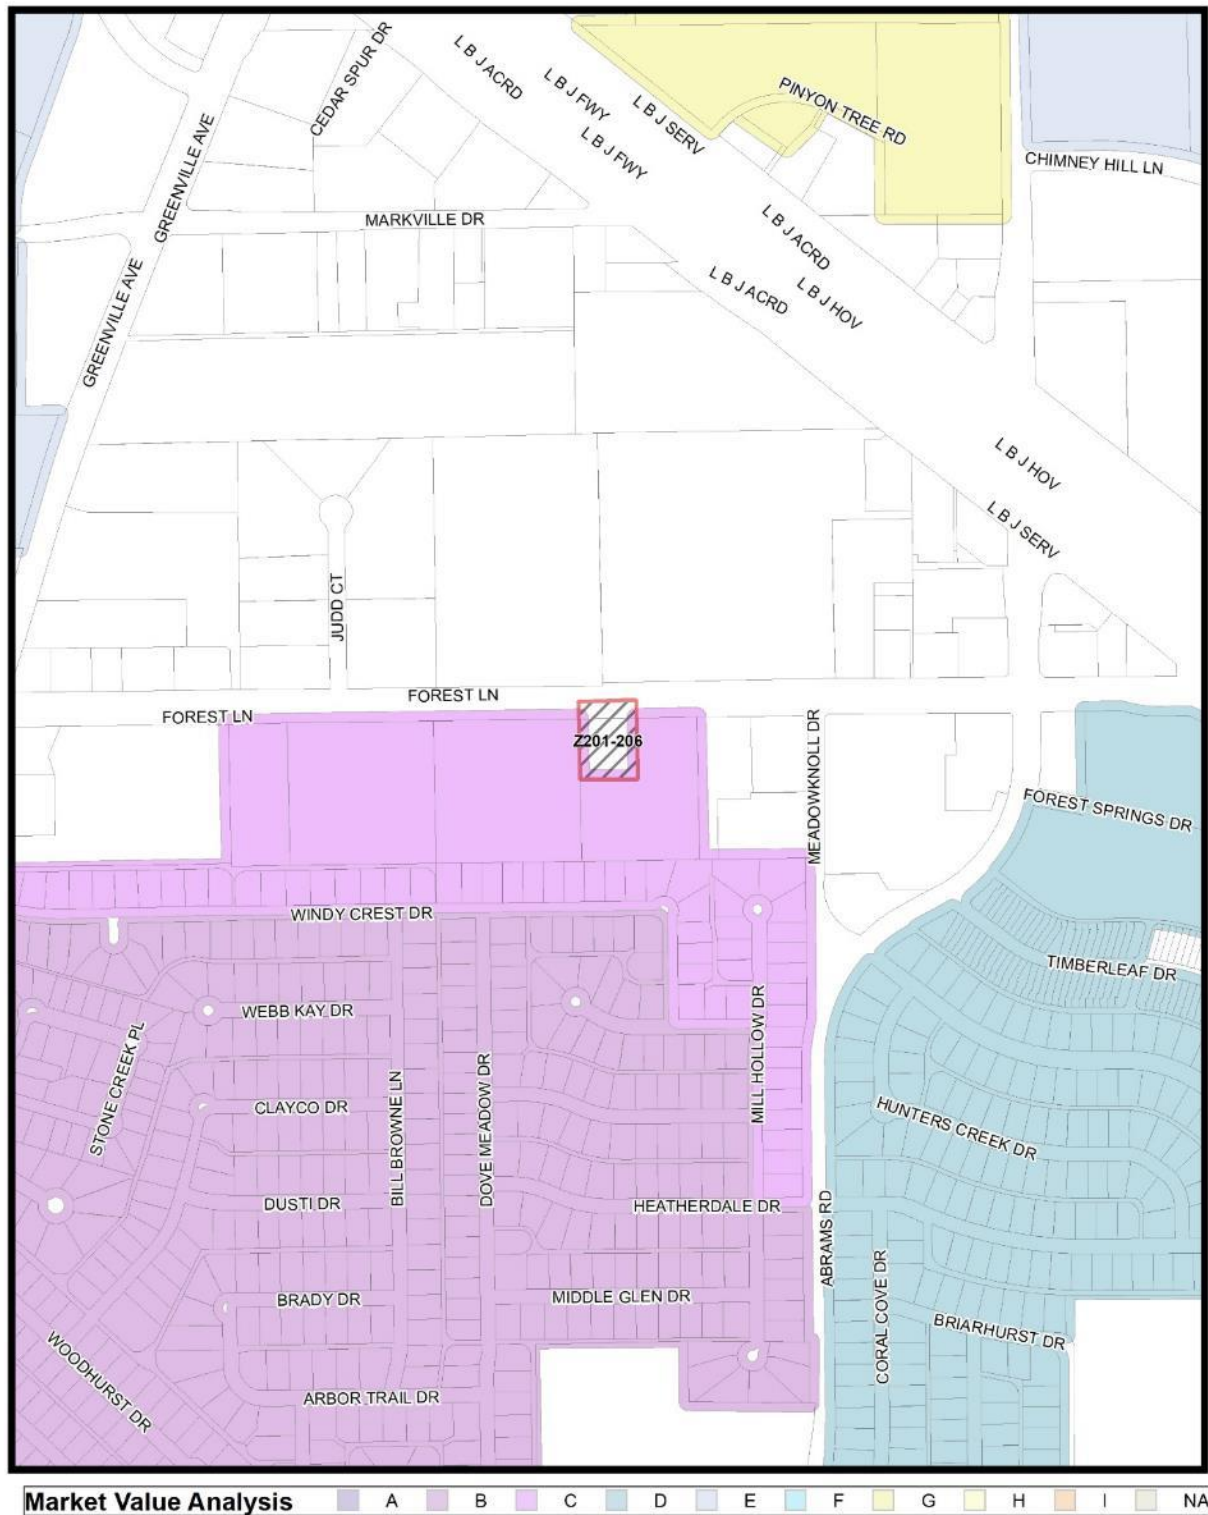 CEDAR SPUR DR
L B J ACRD
L B J FWY
L B J SERV
L B J FWY
PINYON TREE RD
CHIMNEY HILL LN
GREENVILLE AVE
MARKVILLE DR
L B J ACRD
L B J ACRD
L B J HOV
GREENVILLE AVE
L B J HOV
L B J SERV
JUDD CT
FOREST LN
FOREST LN
Z201-206
MEADOWKNOLL DR
FOREST SPRINGS DR
WINDY CREST DR
TIMBERLEAF DR
WEBB KAY DR
STONE CREEK PL
MILL HOLLOW DR
CLAYCO DR
BILL BROWNE LN
DOVE MEADOW DR
HUNTERS CREEK DR
DUSTI DR
HEATHERDALE DR
ABRAMS RD
BRADY DR
MIDDLE GLEN DR
CORAL COVE DR
BRIARHURST DR
WOODHURST DR
ARBOR TRAIL DR
Market Value Analysis A B C D E F G H I NA